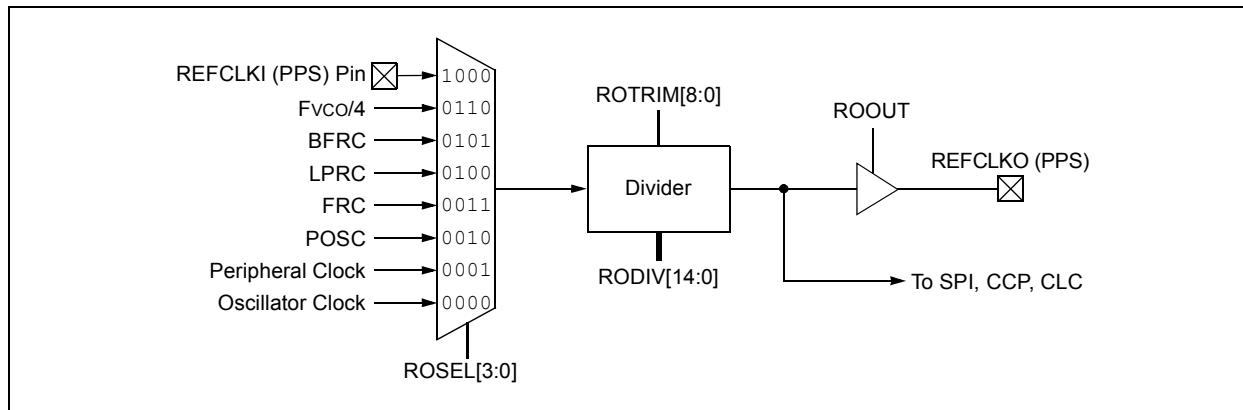 REFCLKI (PPS) Pin 1000
FVCO/4 0110
BFRC 0101
LPRC 0100
FRC 0011
POSC 0010
Peripheral Clock 0001
Oscillator Clock 0000
ROSEL[3:0]
ROTRIM[8:0]
Divider
RODIV[14:0]
ROOUT
REFCLKO (PPS)
To SPI, CCP, CLC